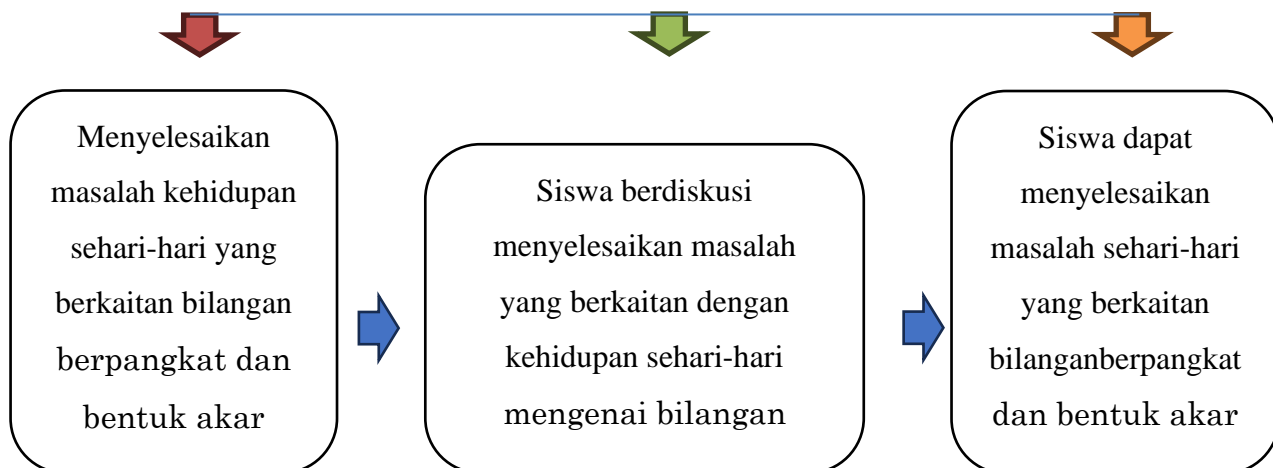 Menyelesaikan
masalah kehidupan
sehari-hari yang
berkaitan bilangan
berpangkat dan
bentuk akar
Siswa berdiskusi
menyelesaikan masalah
yang berkaitan dengan
kehidupan sehari-hari
mengenai bilangan
Siswa dapat
menyelesaikan
masalah sehari-hari
yang berkaitan
bilanganberpangkat
dan bentuk akar